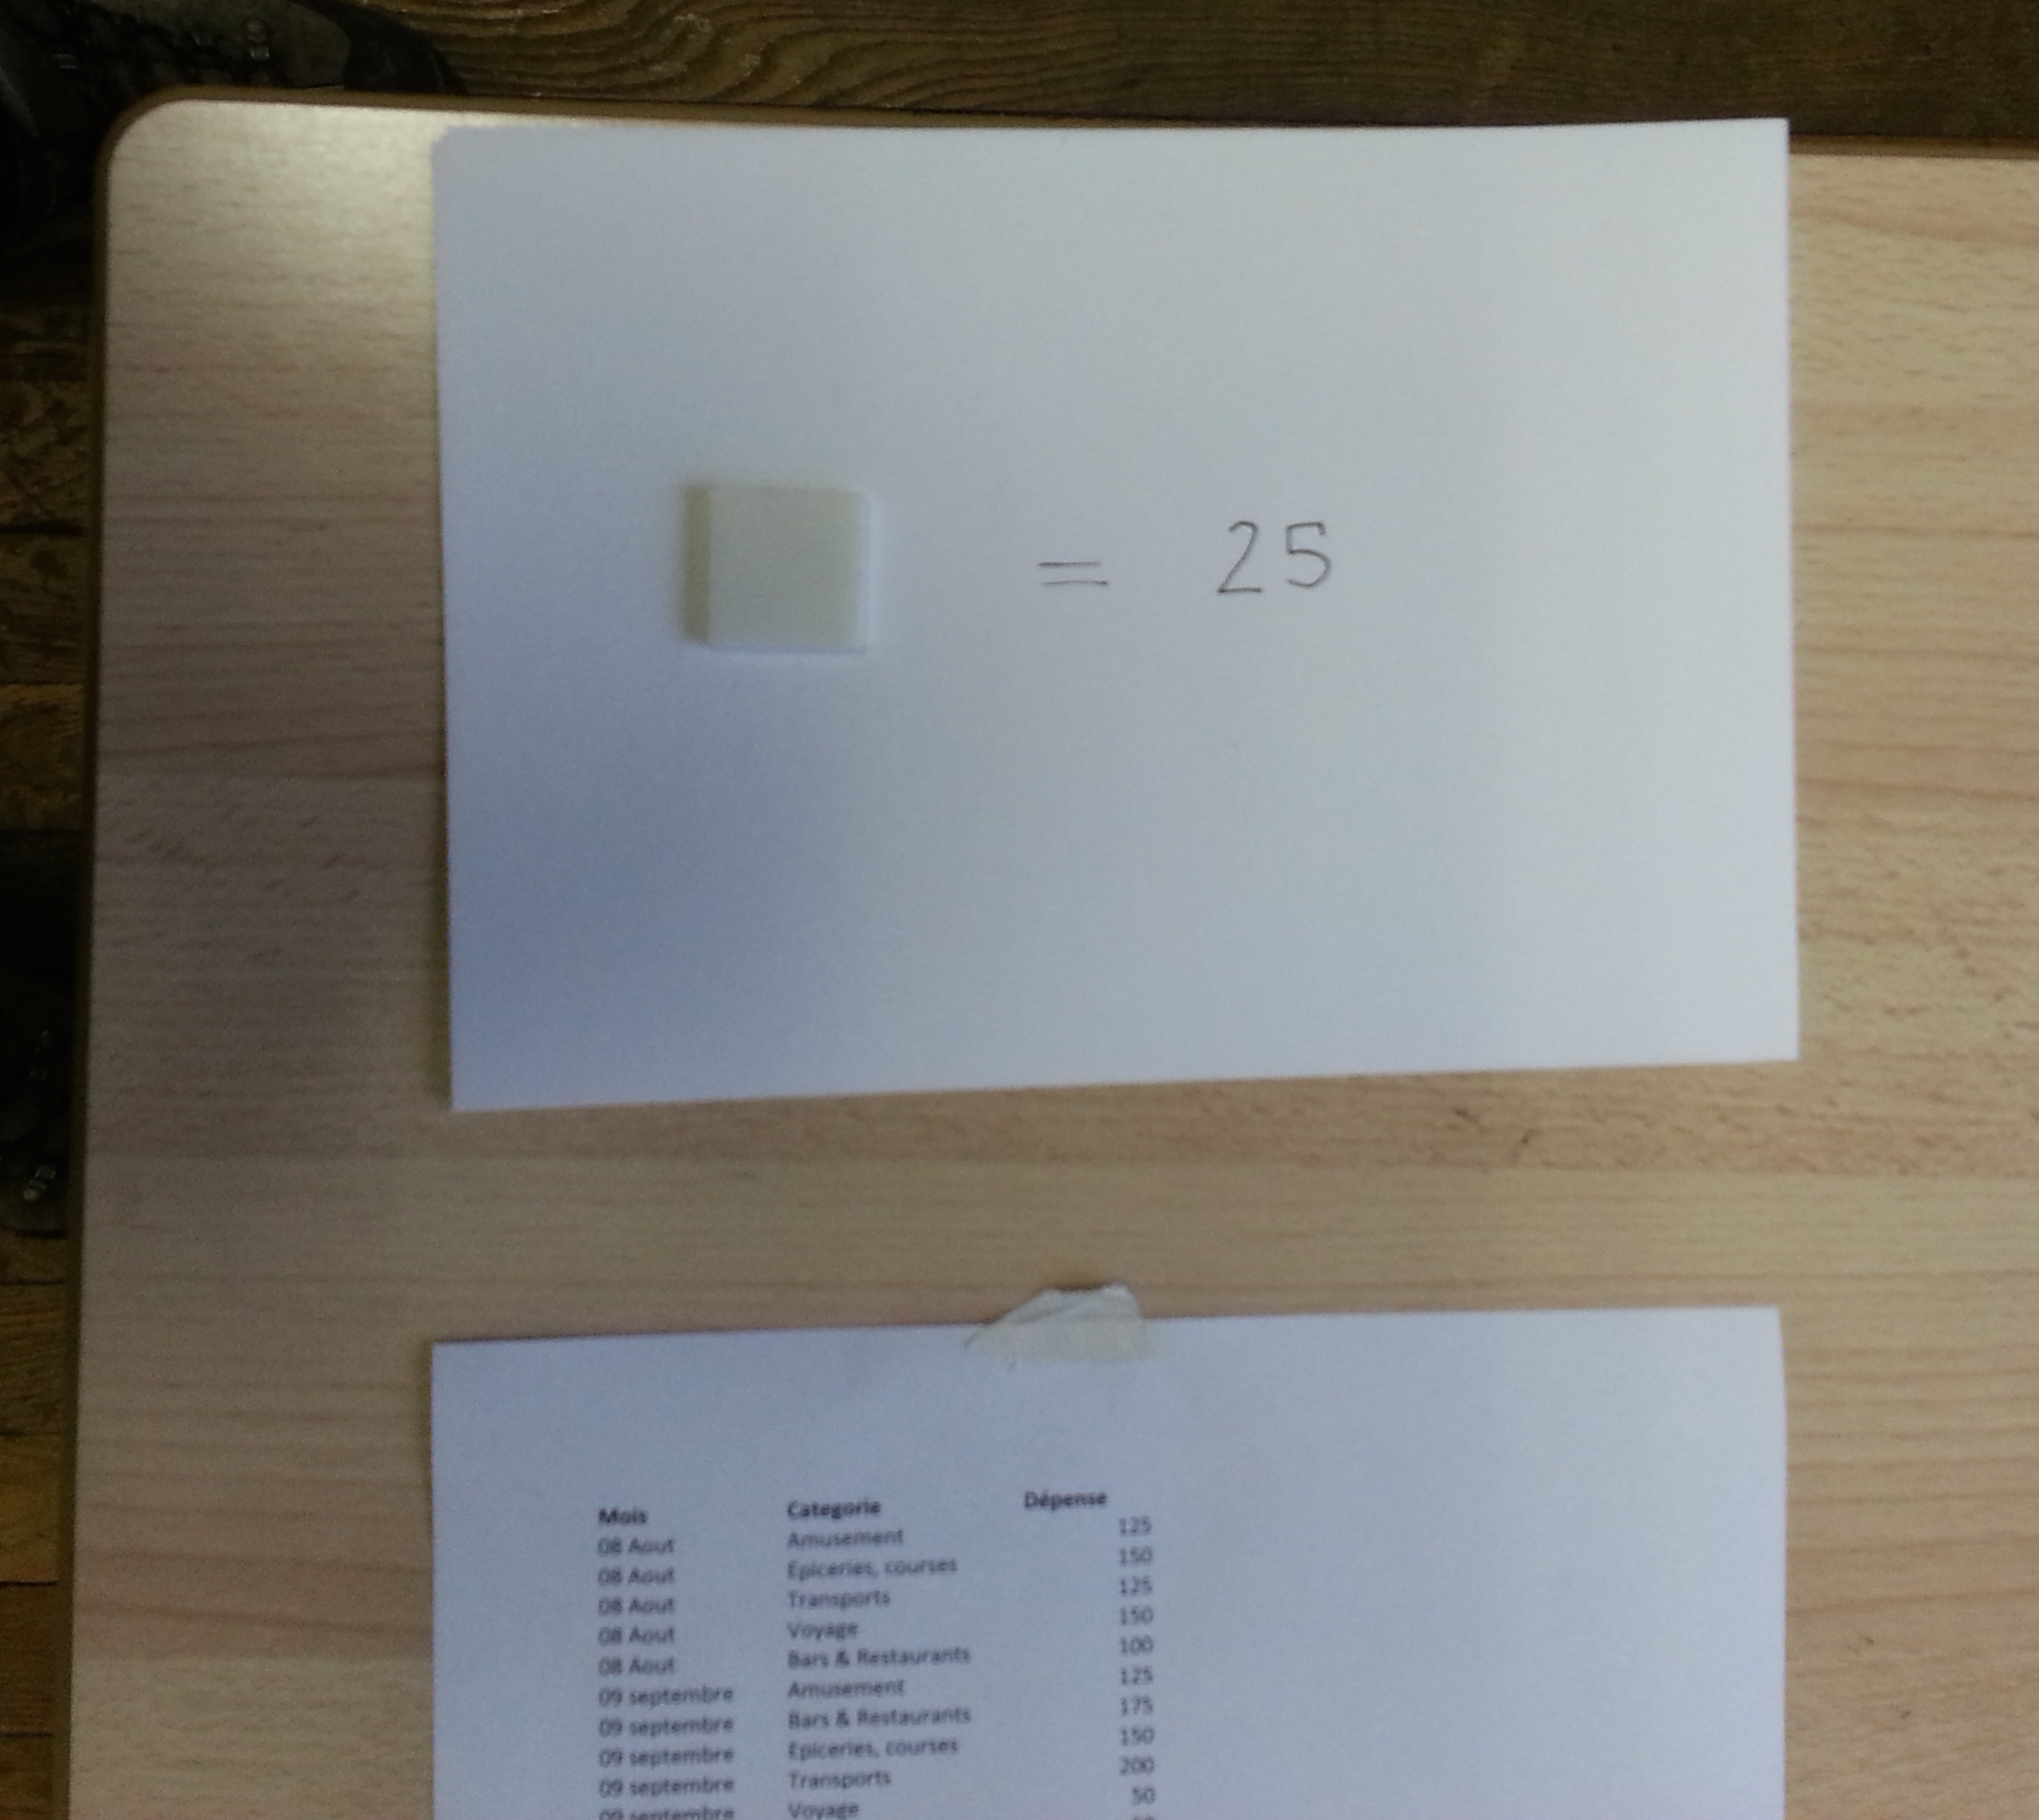 = 25
Mois Categorie Dépense
08 Aout Amusement 125
08 Aout Epiceries, courses 150
08 Aout Transports 125
08 Aout Voyage 150
08 Aout Bars & Restaurants 100
09 septembre Amusement 125
09 septembre Bars & Restaurants 175
09 septembre Epiceries, courses 150
09 septembre Transports 200
09 septembre Voyage 50